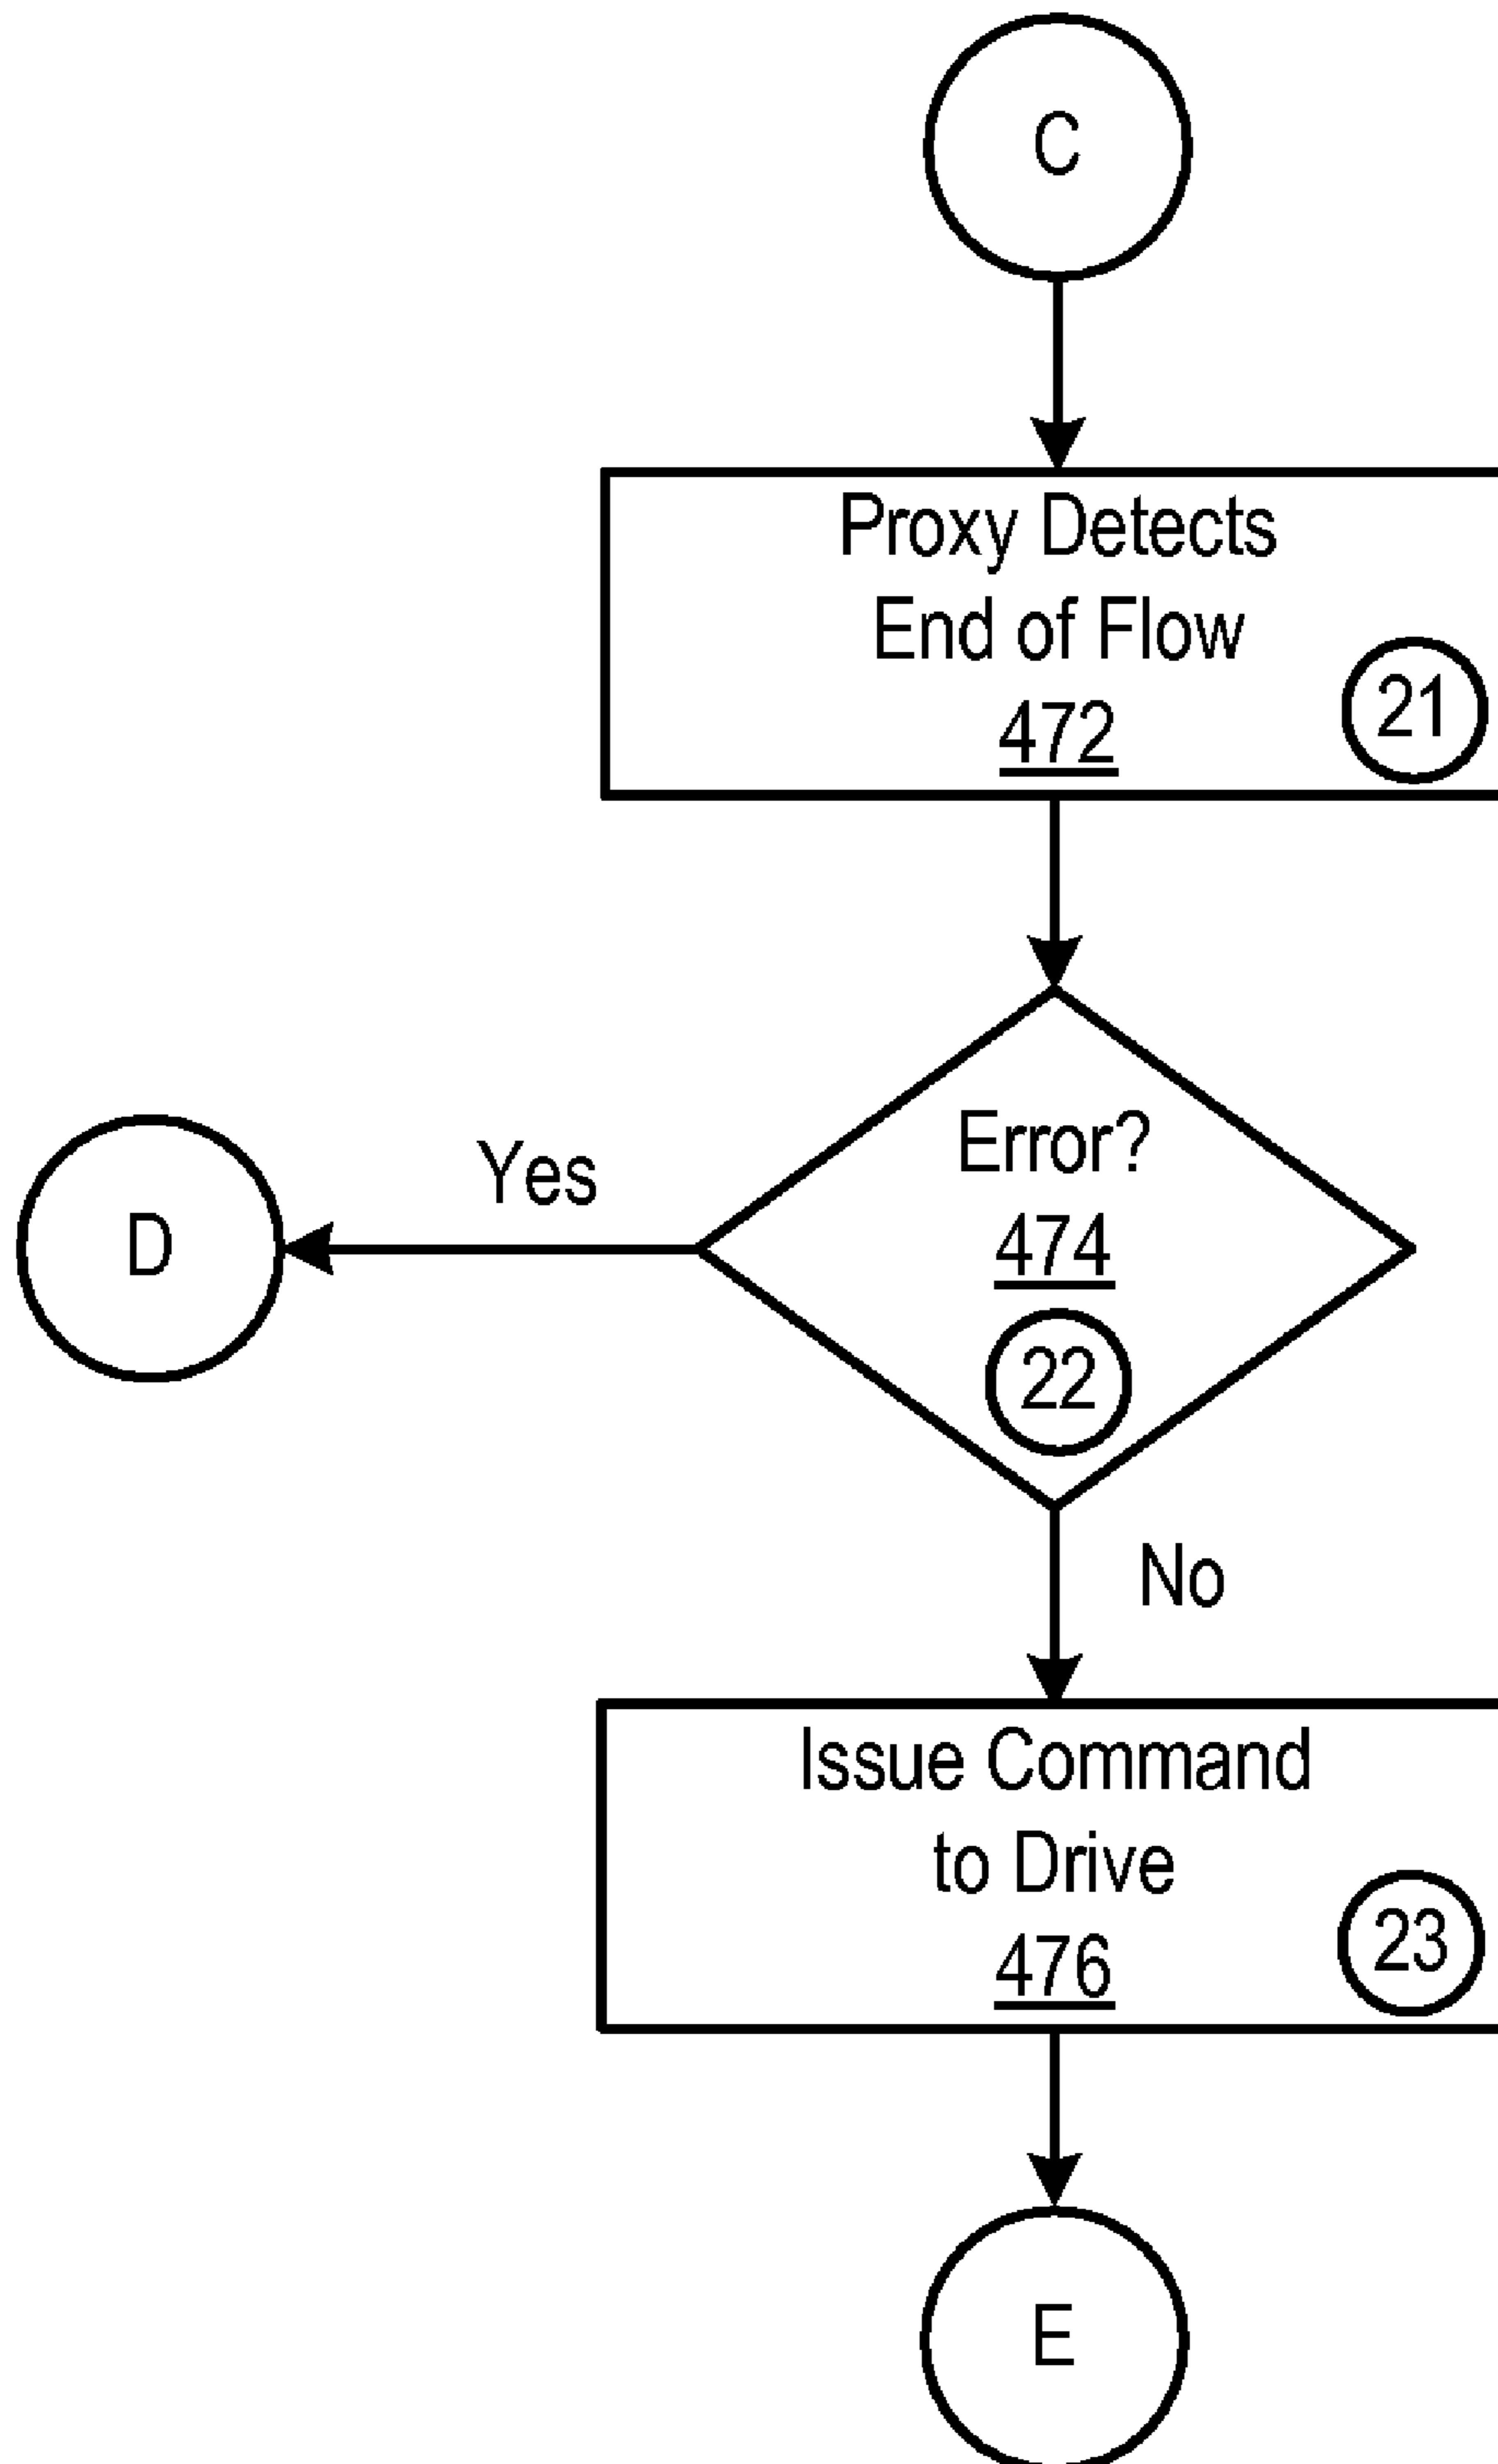 C
Proxy Detects
End of Flow
472
21
Error?
Yes
474
D
22
No
Issue Command
to Drive
476
23
E